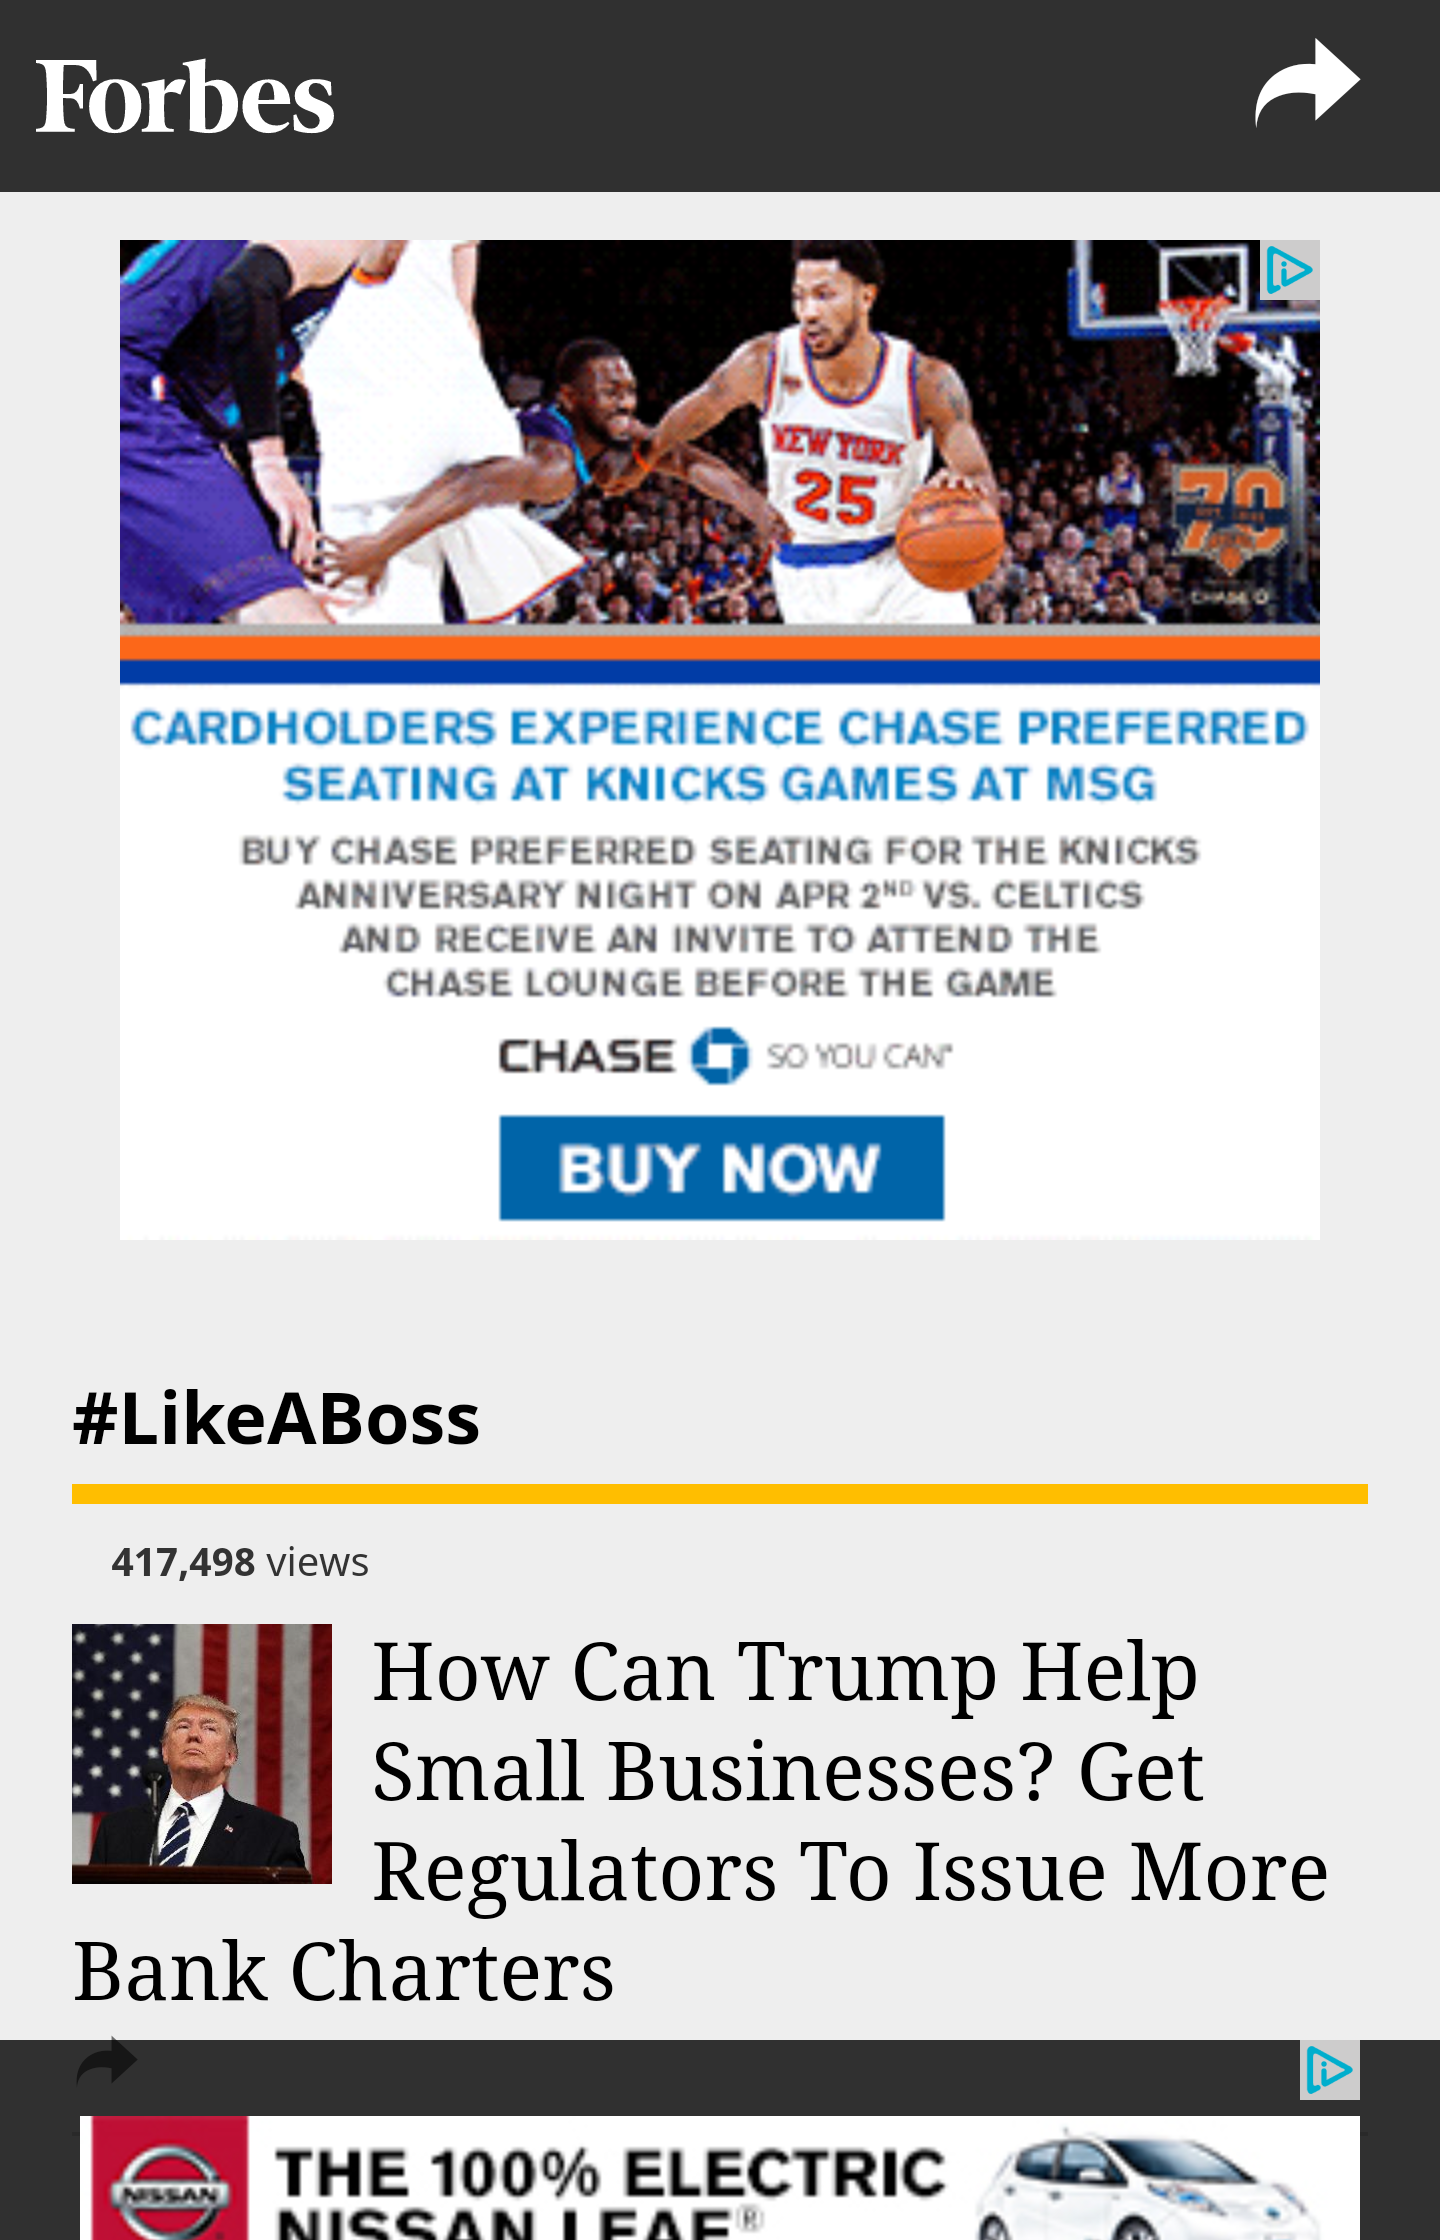 Forbes
NEW YORK
25
70
CHASE
CARDHOLDERS EXPERIENCE CHASE PREFERRED
SEATING AT KNICKS GAMES AT MSG
BUY CHASE PREFERRED SEATING FOR THE KNICKS
ANNIVERSARY NIGHT ON APR 2ND VS. CELTICS
AND RECEIVE AN INVITE TO ATTEND THE
CHASE LOUNGE BEFORE THE GAME
CHASE SO YOU CAN®
BUY NOW
#LikeABoss
417,498 views
How Can Trump Help
Small Businesses? Get
Regulators To Issue More
Bank Charters
NISSAN
THE 100% ELECTRIC
NISSAN LEAF®